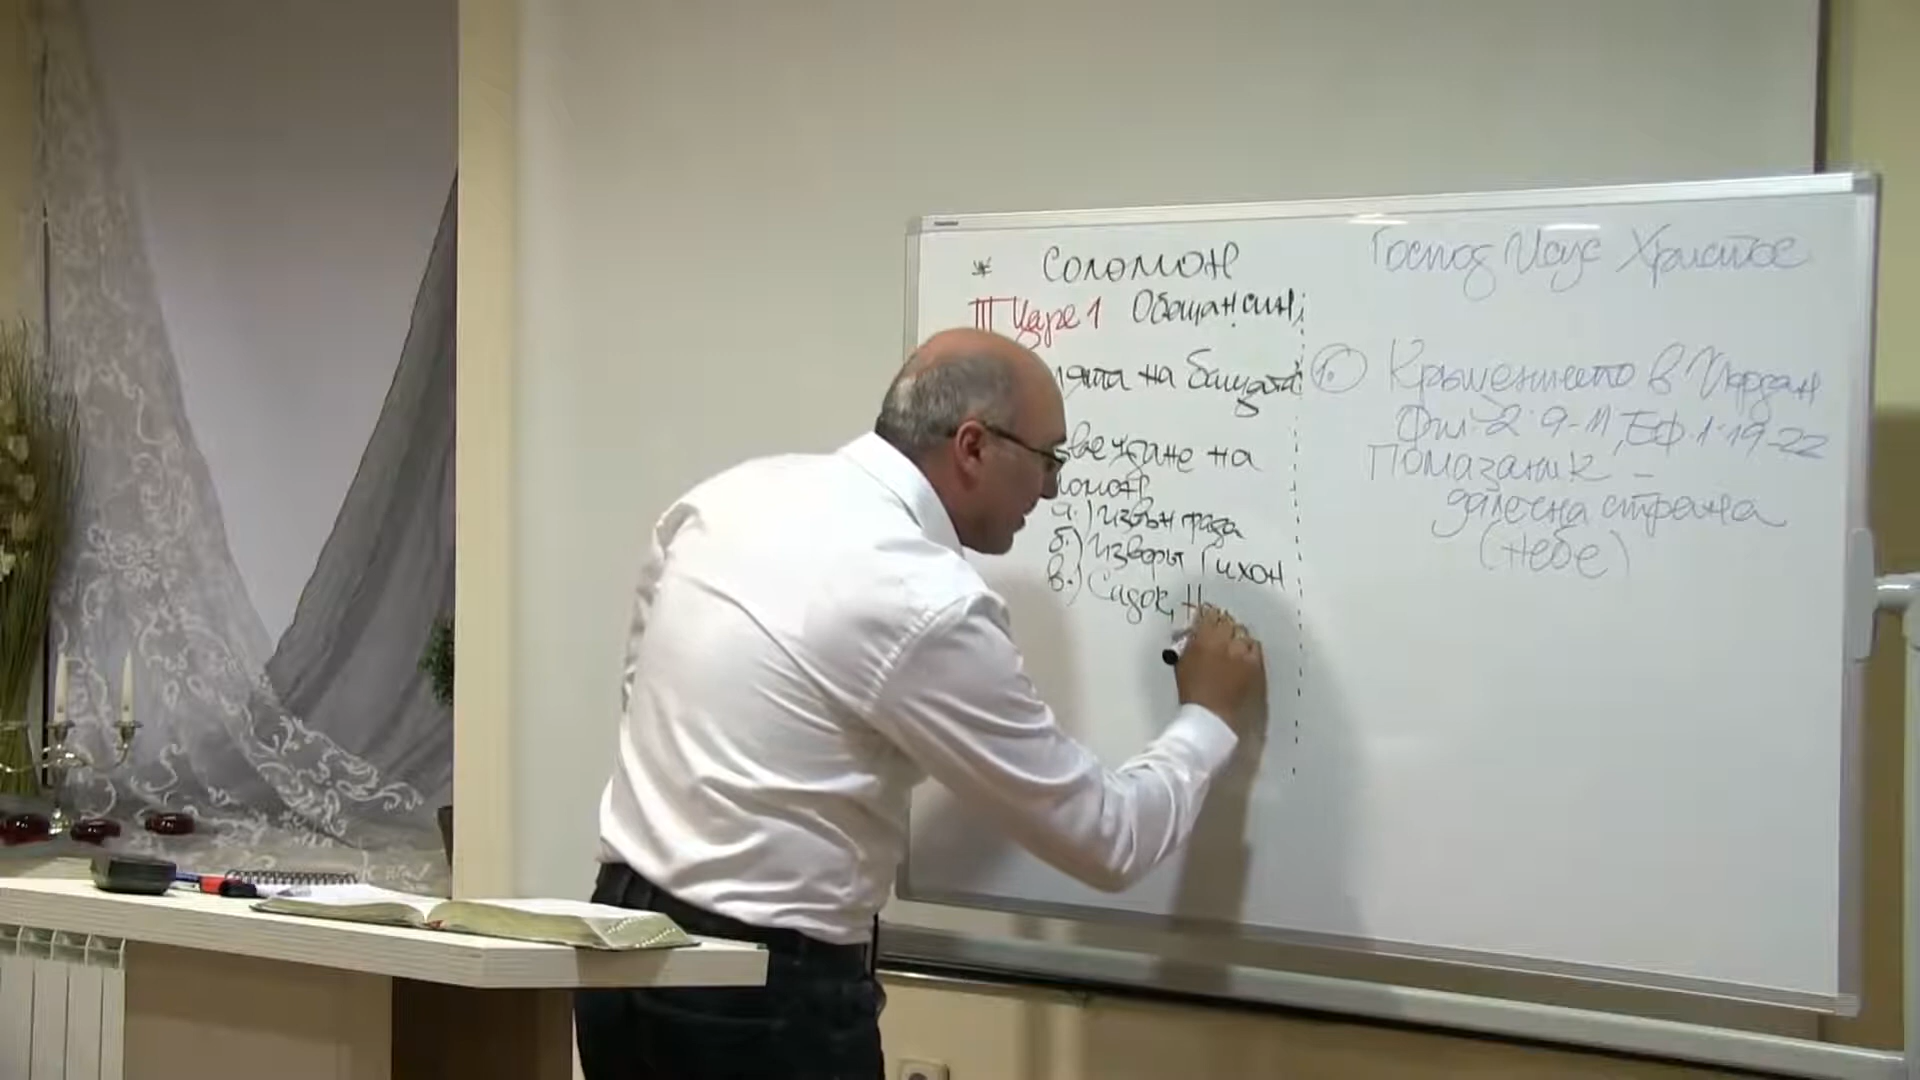 * Соломон
III Царе 1 Обещан син
на бащата
на
а.) извън града
б.) извора Гихон
в.) Садок,
Господ Исус Христос
1. Кръщението в Йордан
Фил. 2:9-11, Еф. 1:19-22
Помазаник -
далечна страна
(небе)